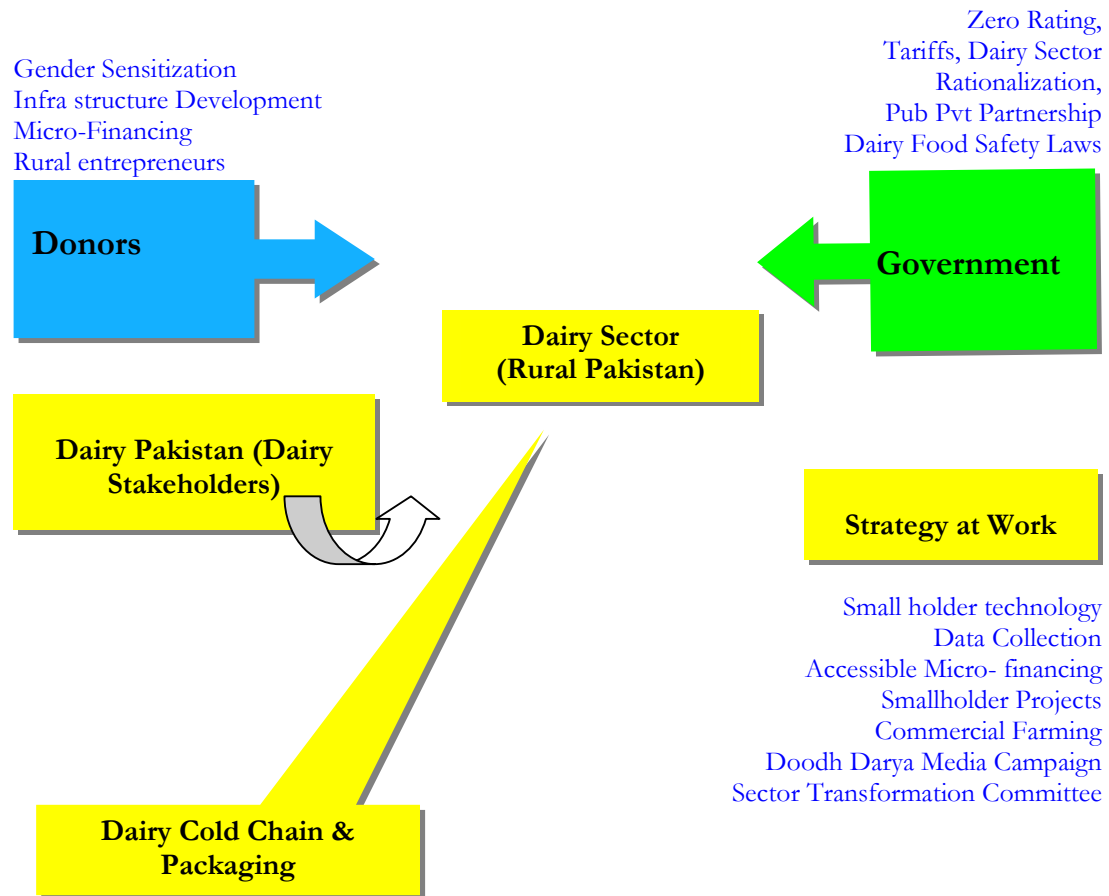 Gender Sensitization
Infra structure Development
Micro-Financing
Rural entrepreneurs
Zero Rating,
Tariffs, Dairy Sector
Rationalization,
Pub Pvt Partnership
Dairy Food Safety Laws
Donors
Government
Dairy Sector
(Rural Pakistan)
Dairy Pakistan (Dairy
Stakeholders)
Strategy at Work
Small holder technology
Data Collection
Accessible Micro- financing
Smallholder Projects
Commercial Farming
Doodh Darya Media Campaign
Sector Transformation Committee
Dairy Cold Chain &
Packaging